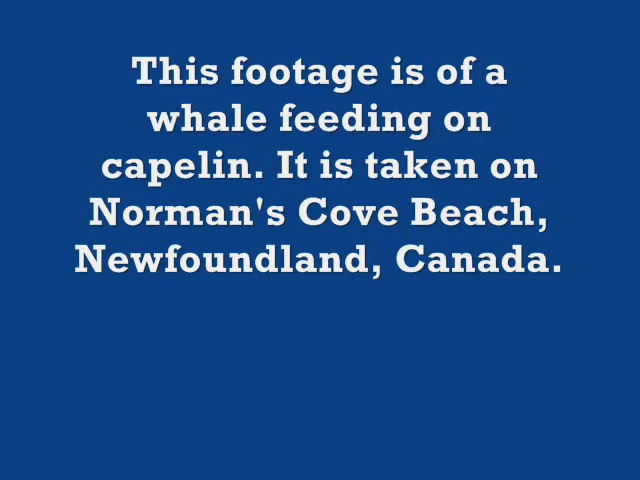 This footage is of a
whale feeding on
capelin. It is taken on
Norman's Cove Beach,
Newfoundland, Canada.